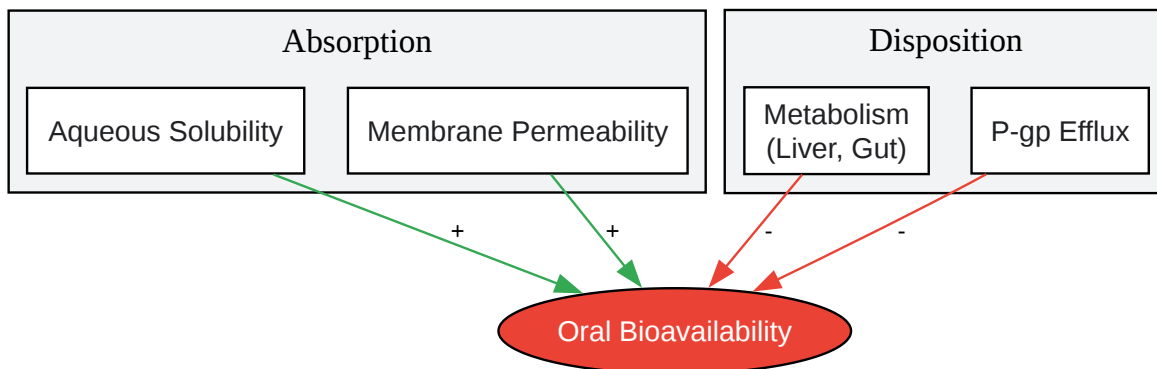 Absorption
Disposition
Aqueous Solubility
Membrane Permeability
Metabolism
(Liver, Gut)
P-gp Efflux
+
+
-
-
Oral Bioavailability